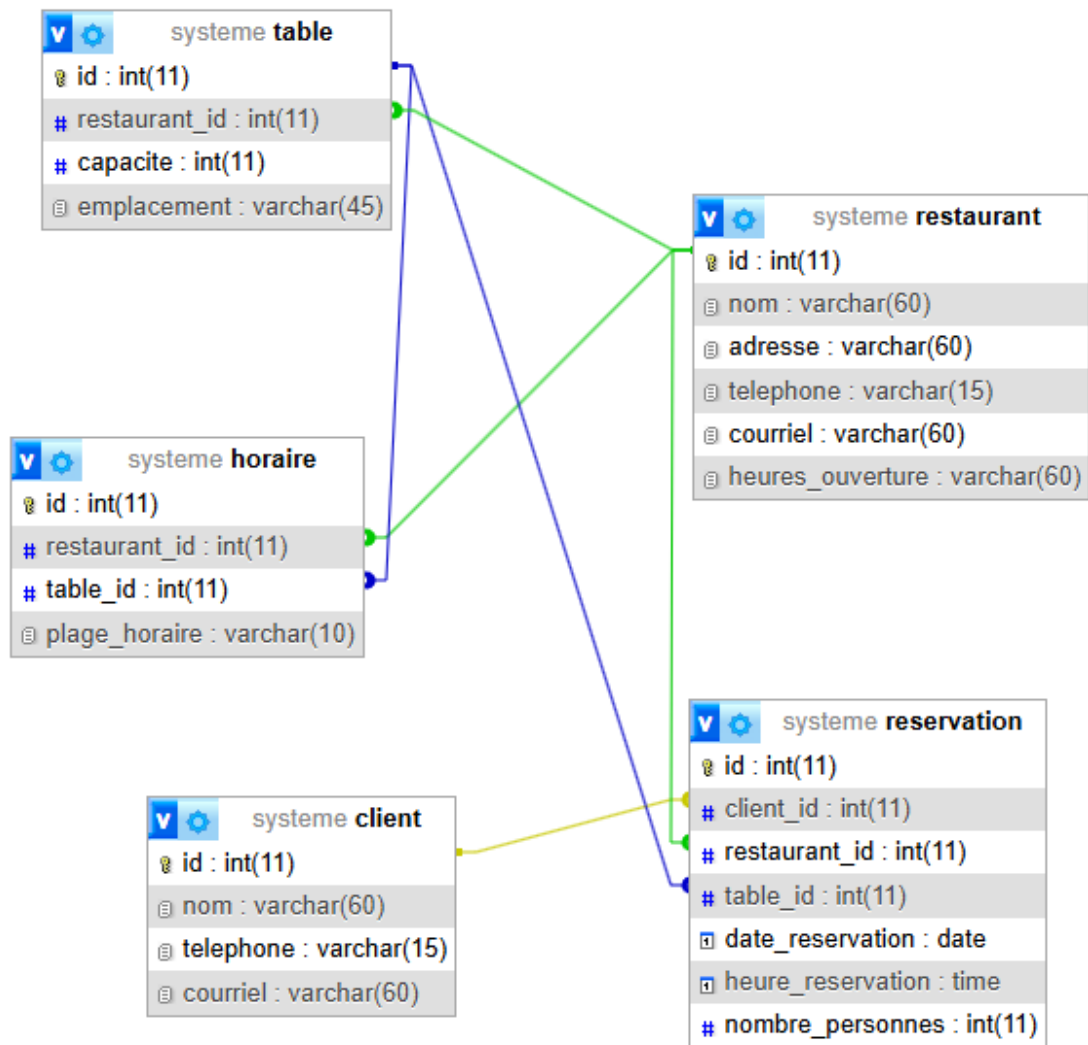 systeme table
id : int(11)
restaurant_id : int(11)
capacite : int(11)
emplacement : varchar(45)
systeme restaurant
id : int(11)
nom : varchar(60)
adresse : varchar(60)
telephone : varchar(15)
courriel : varchar(60)
heures_ouverture : varchar(60)
systeme horaire
id : int(11)
restaurant_id : int(11)
table_id : int(11)
plage_horaire : varchar(10)
systeme reservation
id : int(11)
client_id : int(11)
restaurant_id : int(11)
table_id : int(11)
date_reservation : date
heure_reservation : time
nombre_personnes : int(11)
systeme client
id : int(11)
nom : varchar(60)
telephone : varchar(15)
courriel : varchar(60)